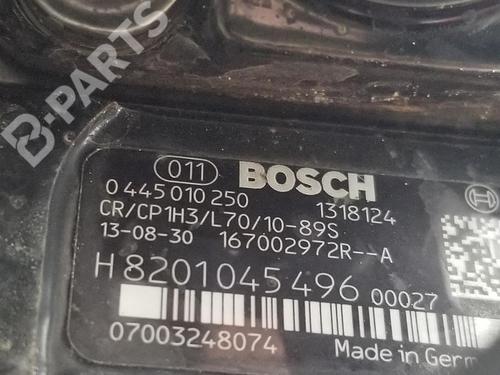 B-PARTS
011 BOSCH
0 445 010 250 1318124
CR/CP1H3/L70/10-89S
13-08-30 167002972R--A
H8201045496 00027
07003248074 Made in Germ